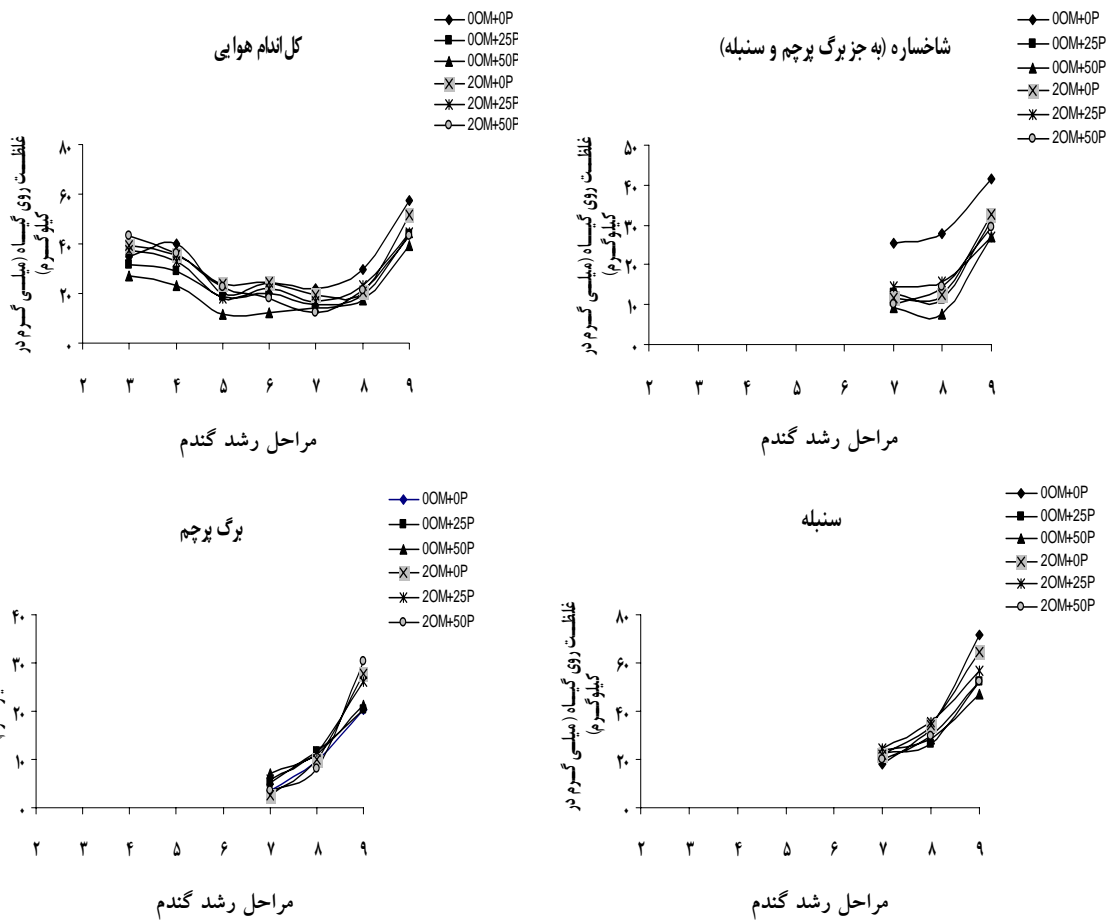 کل اندام هوایی
0OM+0P
0OM+25P
0OM+50P
2OM+0P
2OM+25P
2OM+50P
غلظت روی گیاه (میلی گرم در
کیلوگرم)
۸۰
۶۰
۴۰
۲۰
۰
۲ ۳ ۴ ۵ ۶ ۷ ۸ ۹
مراحل رشد گندم
شاخساره (به جز برگ پرچم و سنبله)
0OM+0P
0OM+25P
0OM+50P
2OM+0P
2OM+25P
2OM+50P
غلظت روی گیاه (میلی گرم در
کیلوگرم)
۵۰
۴۰
۳۰
۲۰
۱۰
۰
۲ ۳ ۴ ۵ ۶ ۷ ۸ ۹
مراحل رشد گندم
برگ پرچم
0OM+0P
0OM+25P
0OM+50P
2OM+0P
2OM+25P
2OM+50P
۴۰
۳۰
۲۰
۱۰
۰
۲ ۳ ۴ ۵ ۶ ۷ ۸ ۹
مراحل رشد گندم
سنبله
0OM+0P
0OM+25P
0OM+50P
2OM+0P
2OM+25P
2OM+50P
غلظت روی گیاه (میلی گرم در
کیلوگرم)
۸۰
۶۰
۴۰
۲۰
۰
۲ ۳ ۴ ۵ ۶ ۷ ۸ ۹
مراحل رشد گندم